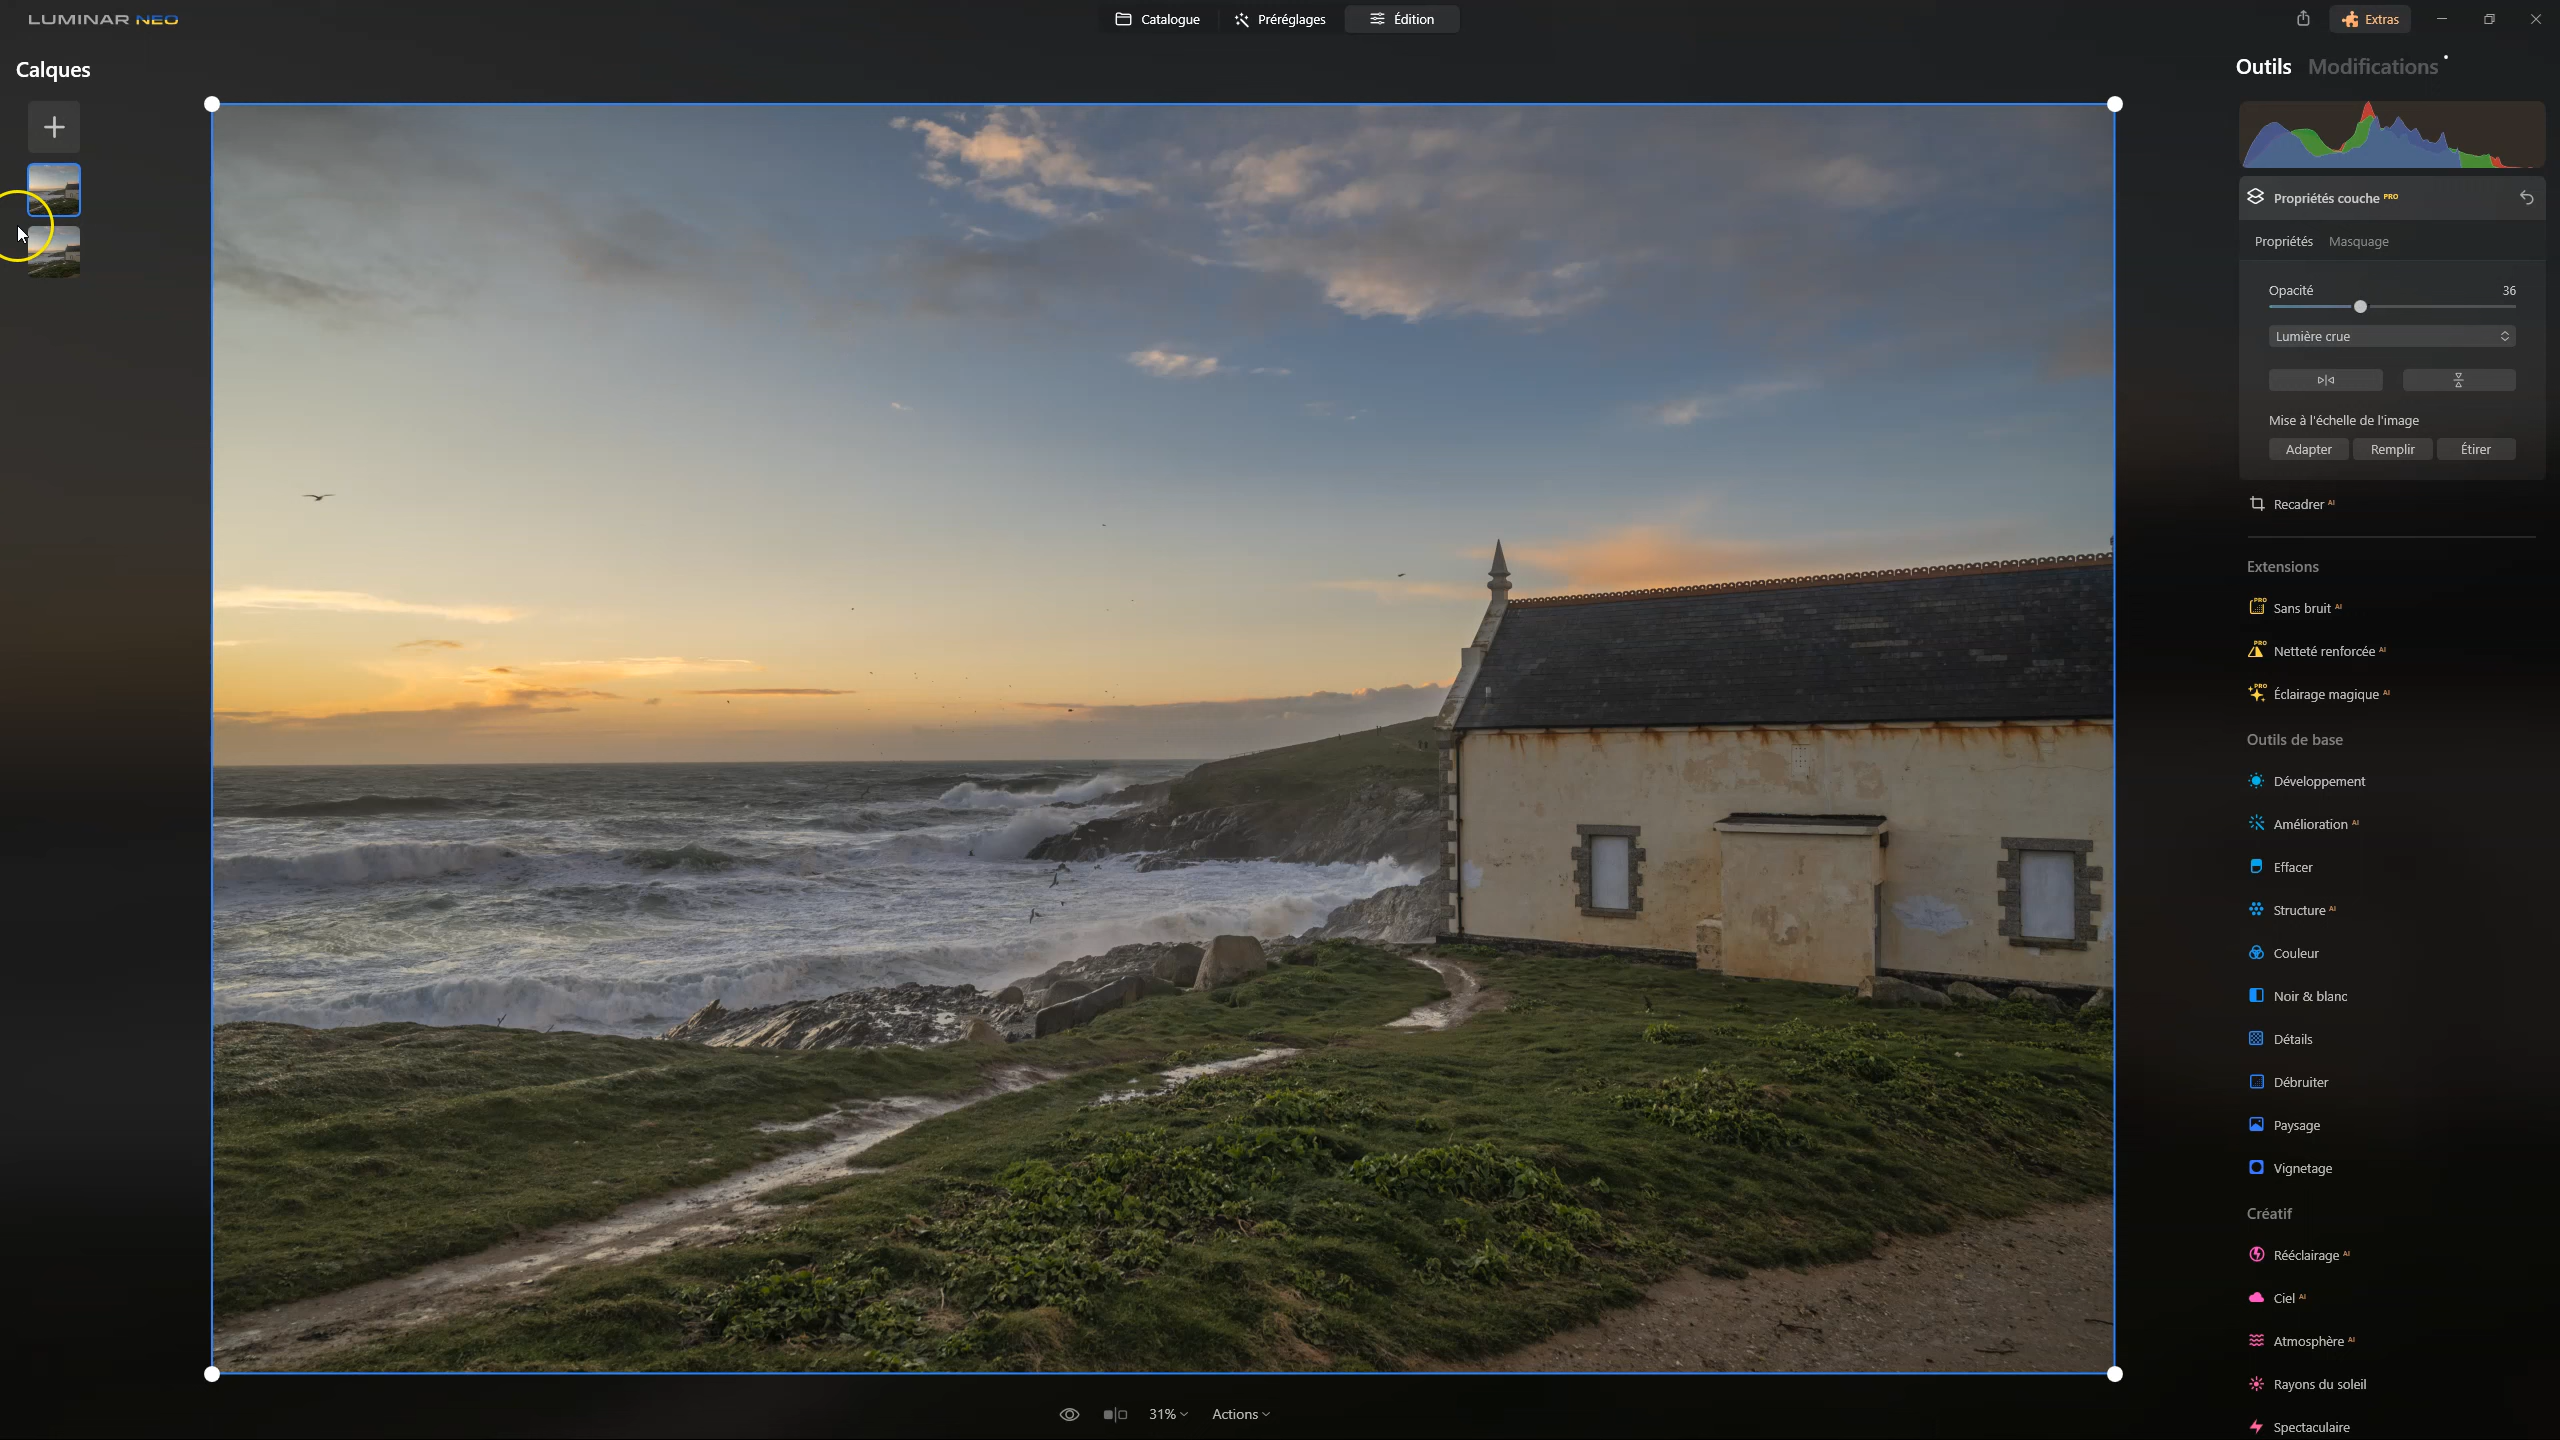 LUMINAR NEO
Catalogue
Préréglages
Édition
Extras
Calques
Outils
Modifications
Propriétés couche PRO
Propriétés
Masquage
Opacité
36
Lumière crue
Mise à l'échelle de l'image
Adapter
Remplir
Étirer
Recadrer AI
Extensions
PRO
Sans bruit AI
PRO
Netteté renforcée AI
PRO
Éclairage magique AI
Outils de base
Développement
Amélioration AI
Effacer
Structure AI
Couleur
Noir & blanc
Détails
Débruiter
Paysage
Vignetage
Créatif
Rééclairage AI
Ciel AI
Atmosphère AI
Rayons du soleil
Spectaculaire
31%
Actions